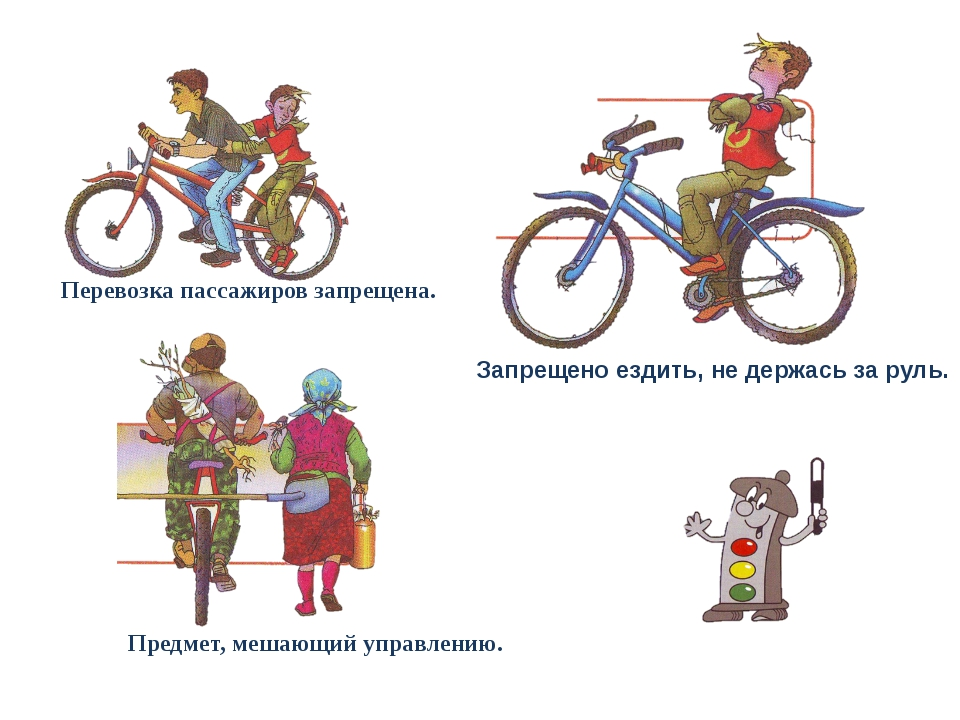 Перевозка пассажиров запрещена.
Запрещено ездить, не держась за руль.
Предмет, мешающий управлению.